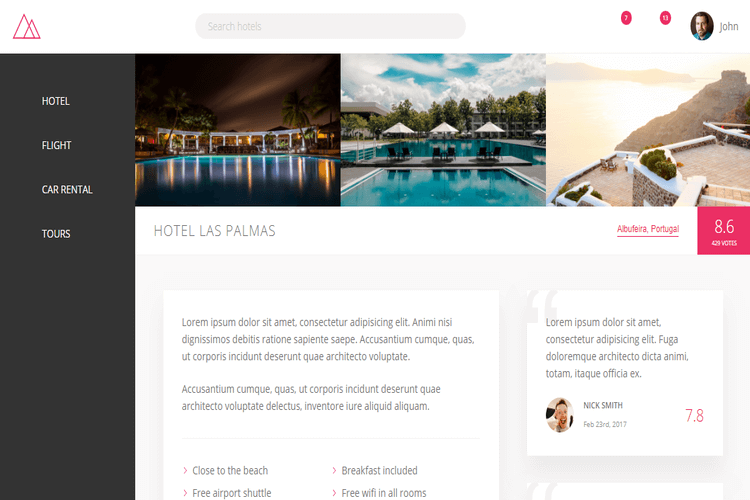 Search hotels
7
13
John
HOTEL
FLIGHT
CAR RENTAL
TOURS
HOTEL LAS PALMAS
Albufeira, Portugal
8.6
429 VOTES
Lorem ipsum dolor sit amet, consectetur adipisicing elit. Animi nisi
dignissimos debitis ratione sapiente saepe. Accusantium cumque, quas,
ut corporis incidunt deserunt quae architecto voluptate.
Accusantium cumque, quas, ut corporis incidunt deserunt quae
architecto voluptate delectus, inventore iure aliquid aliquam.
Close to the beach
Breakfast included
Free airport shuttle
Free wifi in all rooms
Lorem ipsum dolor sit amet,
consectetur adipisicing elit. Fuga
doloremque architecto dicta animi,
totam, itaque officia ex.
NICK SMITH
Feb 23rd, 2017
7.8